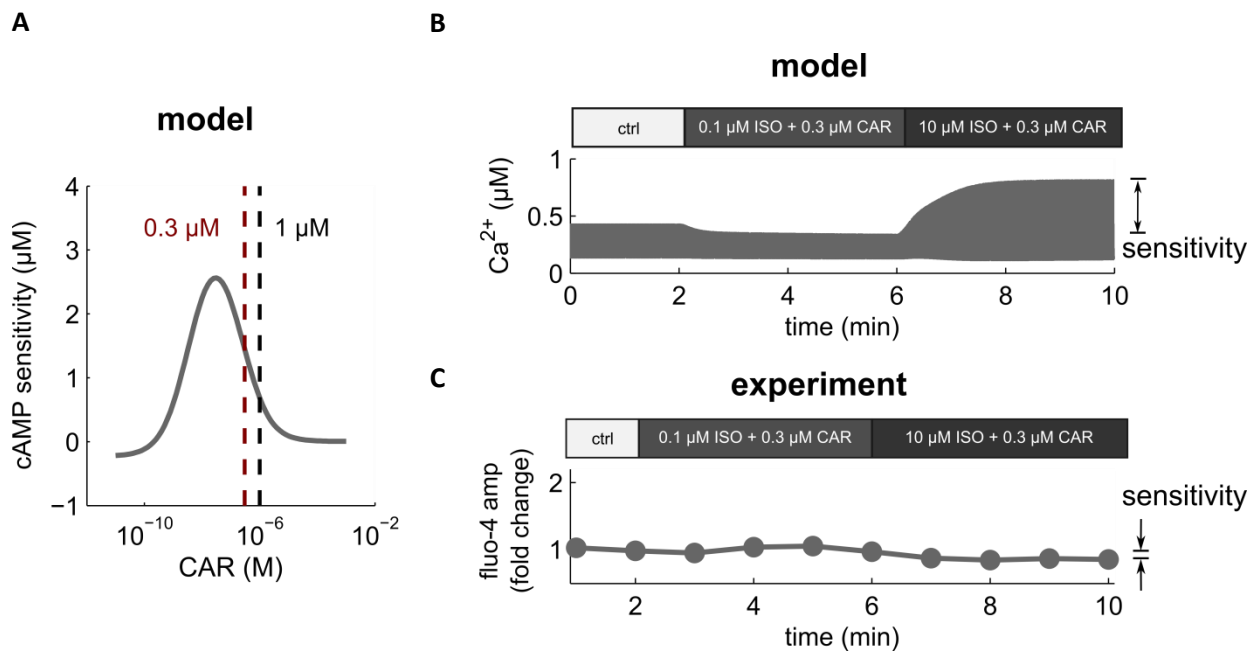 A
model
4
3
2
1
0
−1
cAMP sensitivity (μM)
0.3 μM
1 μM
10⁻¹⁰
10⁻⁶
10⁻²
CAR (M)
B
model
ctrl
0.1 μM ISO + 0.3 μM CAR
10 μM ISO + 0.3 μM CAR
1
0.5
0
Ca²⁺ (μM)
sensitivity
0
2
4
6
8
10
time (min)
C
experiment
ctrl
0.1 μM ISO + 0.3 μM CAR
10 μM ISO + 0.3 μM CAR
2
1
fluo-4 amp
(fold change)
sensitivity
2
4
6
8
10
time (min)